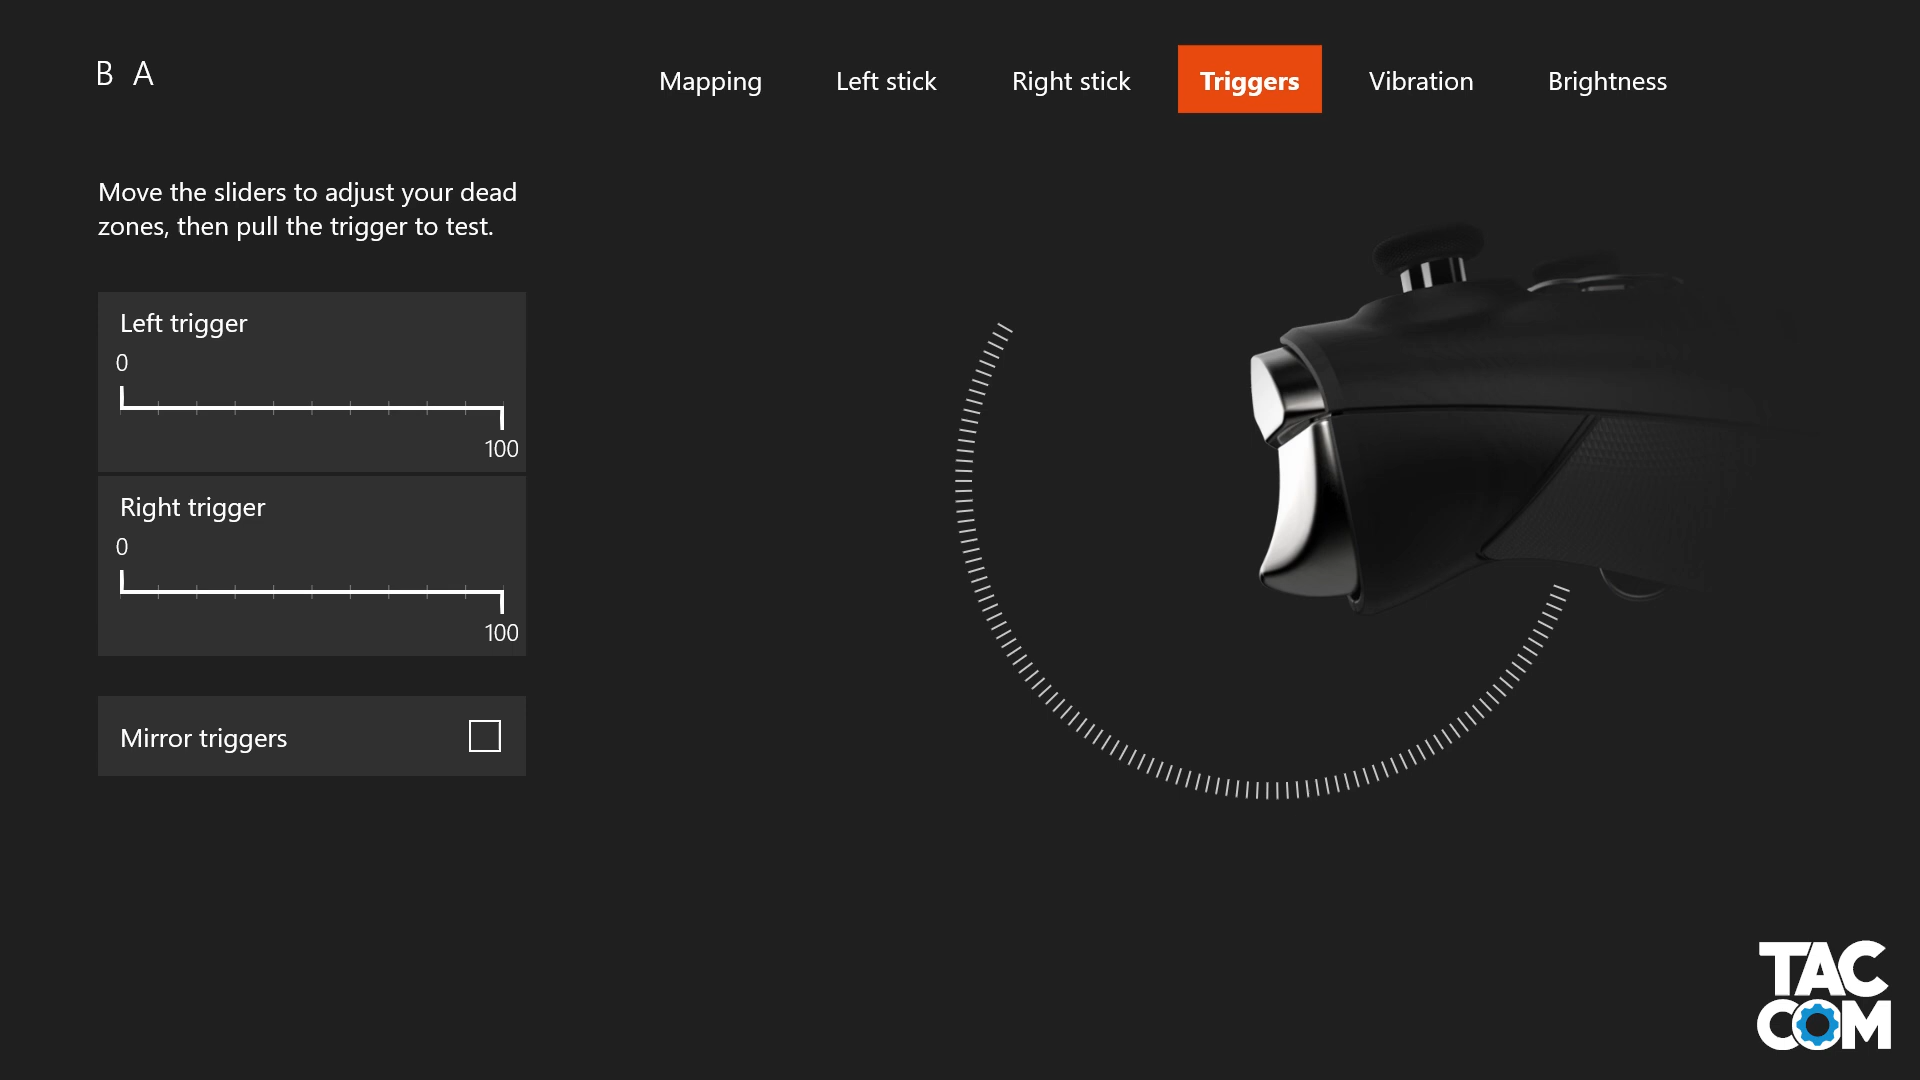 B A
Mapping
Left stick
Right stick
Triggers
Vibration
Brightness
Move the sliders to adjust your dead
zones, then pull the trigger to test.
Left trigger
0
100
Right trigger
0
100
Mirror triggers
TAC
COM